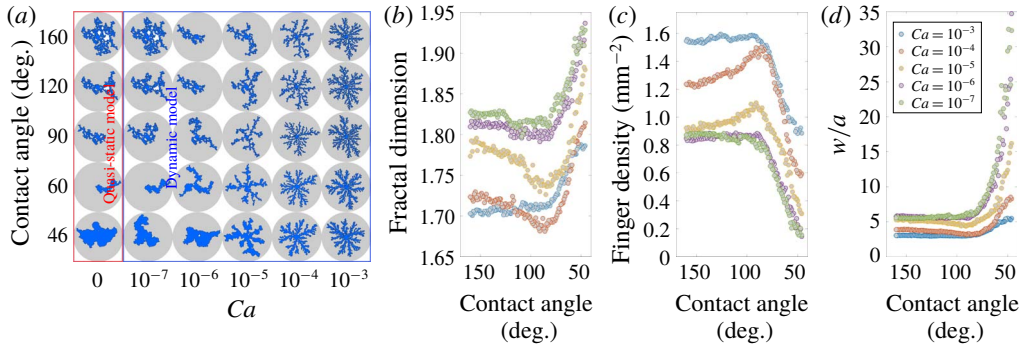 (a)
Contact angle (deg.)
160
120
90
60
46
Quasi-static model
Dynamic model
0
10⁻⁷
10⁻⁶
10⁻⁵
10⁻⁴
10⁻³
Ca
(b)
Fractal dimension
1.95
1.90
1.85
1.80
1.75
1.70
1.65
150
100
50
Contact angle
(deg.)
(c)
Finger density (mm⁻²)
1.6
1.4
1.2
1.0
0.8
0.6
0.4
0.2
0
150
100
50
Contact angle
(deg.)
(d)
w/a
35
30
25
20
15
10
5
0
Ca = 10⁻³
Ca = 10⁻⁴
Ca = 10⁻⁵
Ca = 10⁻⁶
Ca = 10⁻⁷
150
100
50
Contact angle
(deg.)